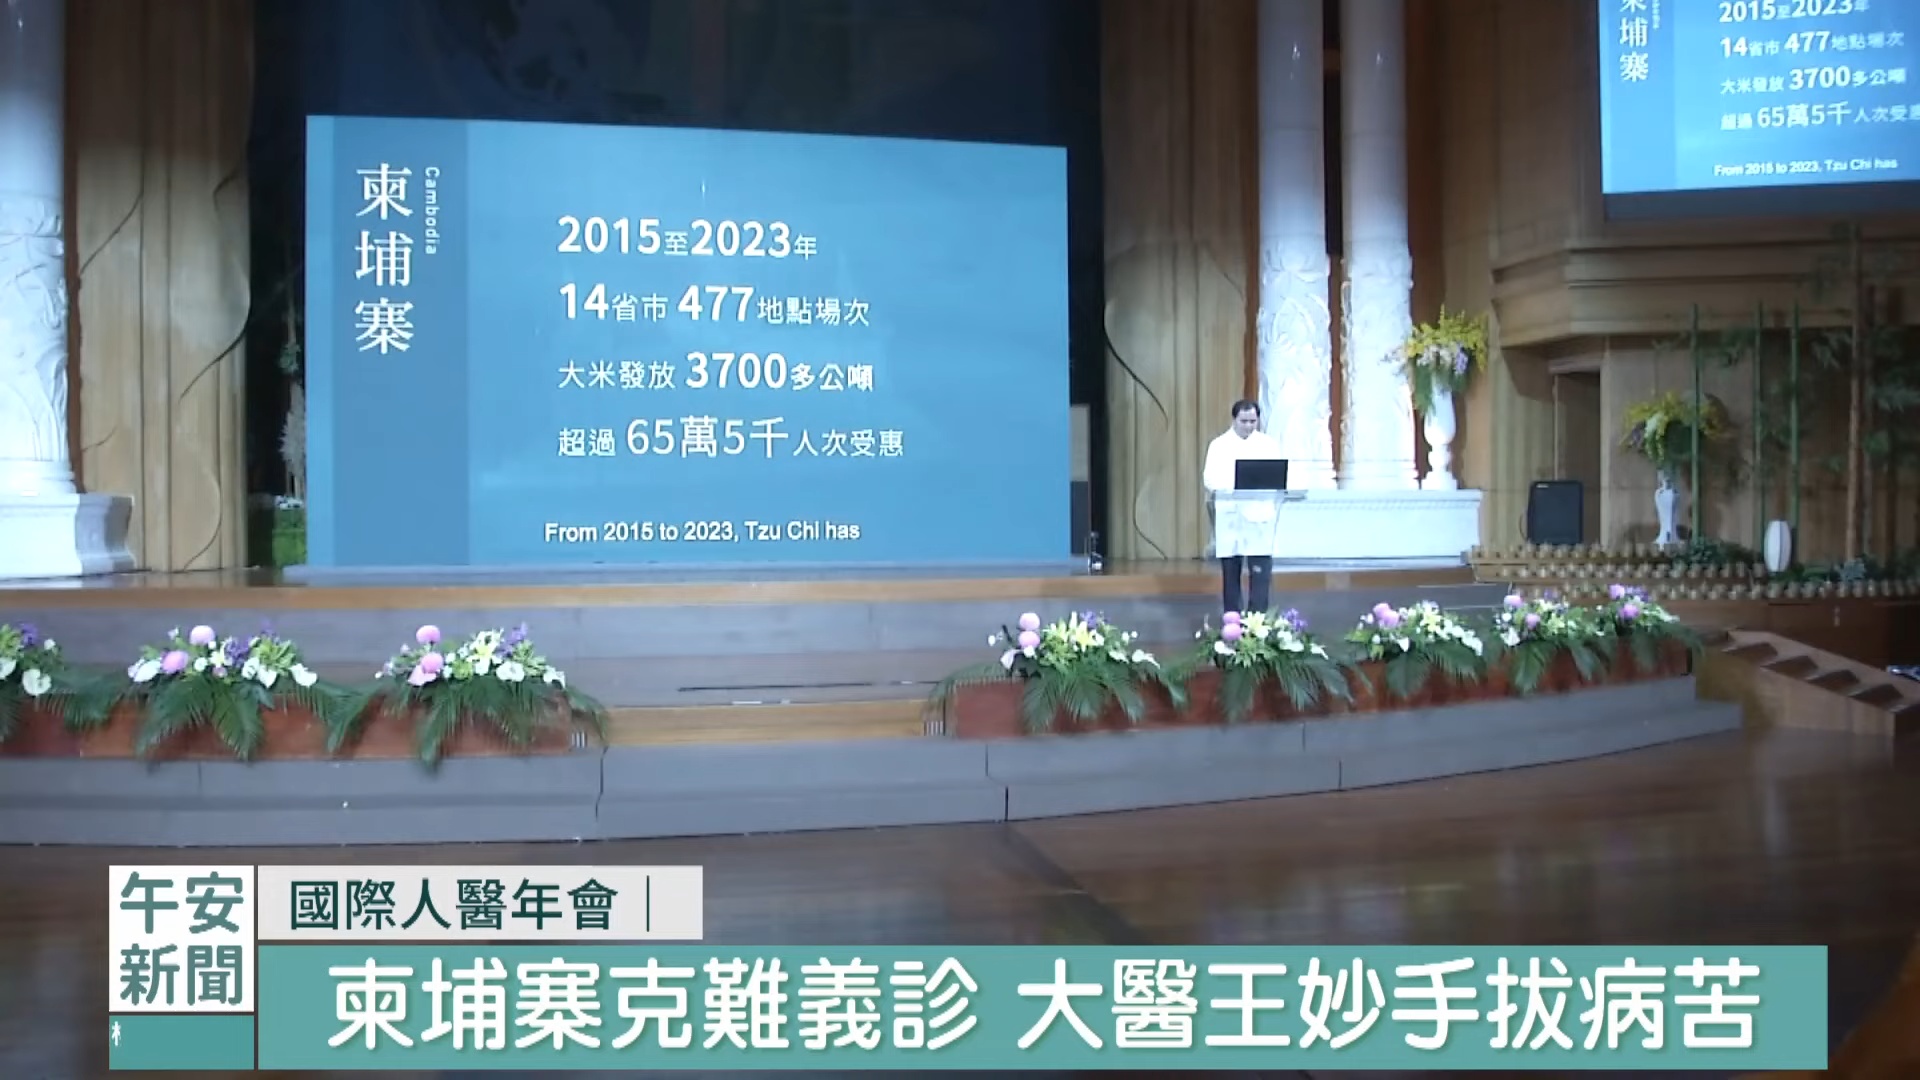 柬埔寨
Cambodia
2015至2023年
14省市 477地點場次
大米發放 3700多公噸
超過 65萬5千人次受惠
From 2015 to 2023, Tzu Chi has
柬埔寨
2015至2023年
14省市 477地點場次
大米發放 3700多公噸
超過 65萬5千人次受惠
From 2015 to 2023, Tzu Chi has
午安
新聞
國際人醫年會
柬埔寨克難義診 大醫王妙手拔病苦